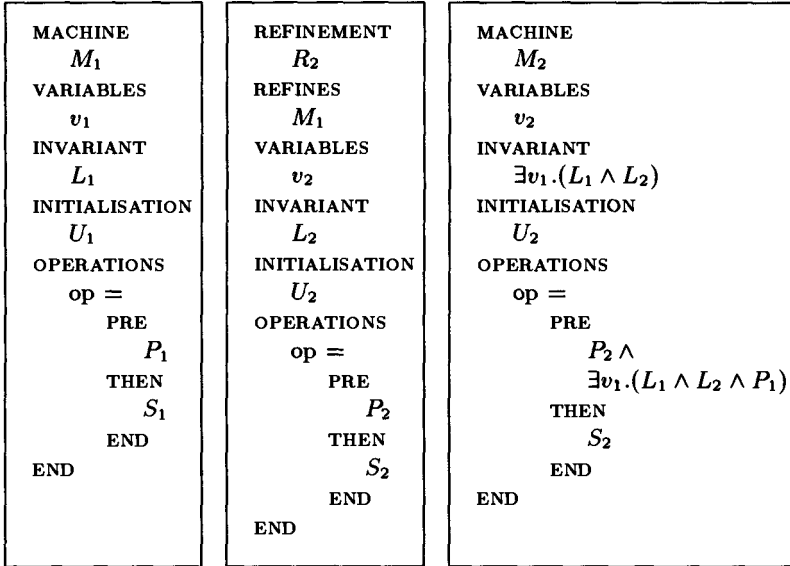 MACHINE
M₁
VARIABLES
v₁
INVARIANT
L₁
INITIALISATION
U₁
OPERATIONS
op =
PRE
P₁
THEN
S₁
END
END
REFINEMENT
R₂
REFINES
M₁
VARIABLES
v₂
INVARIANT
L₂
INITIALISATION
U₂
OPERATIONS
op =
PRE
P₂
THEN
S₂
END
END
MACHINE
M₂
VARIABLES
v₂
INVARIANT
∃v₁.(L₁ ∧ L₂)
INITIALISATION
U₂
OPERATIONS
op =
PRE
P₂ ∧
∃v₁.(L₁ ∧ L₂ ∧ P₁)
THEN
S₂
END
END